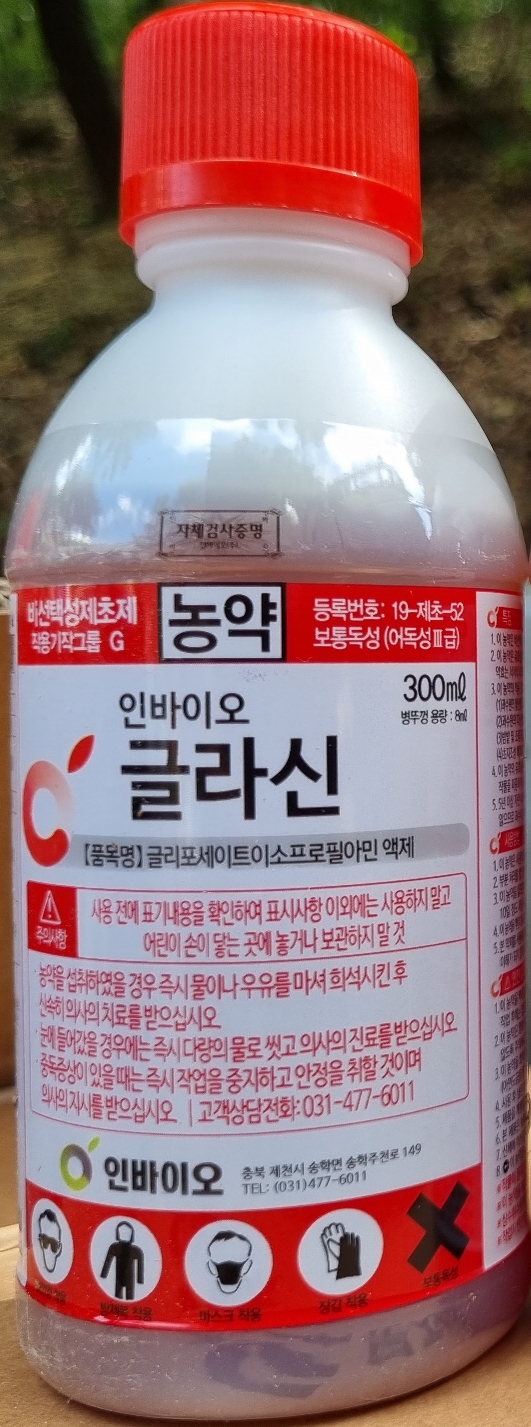 자체검사증명
비선택성제초제
작용기작그룹 G
농약
등록번호: 19-제초-52
보통독성 (어독성Ⅲ급)
300㎖
병뚜껑 용량 : 8㎖
인바이오
글라신
【품목명】글리포세이트이소프로필아민 액제
주의사항
사용 전에 표기내용을 확인하여 표시사항 이외에는 사용하지 말고
어린이 손이 닿는 곳에 놓거나 보관하지 말 것
· 농약을 섭취하였을 경우 즉시 물이나 우유를 마셔 희석시킨 후
신속히 의사의 치료를 받으십시오
· 눈에 들어갔을 경우에는 즉시 다량의 물로 씻고 의사의 진료를 받으십시오
· 중독증상이 있을 때는 즉시 작업을 중지하고 안정을 취할 것이며
의사의 지시를 받으십시오 | 고객상담전화: 031-477-6011
인바이오
충북 제천시 송학면 송학주천로 149
TEL: (031)477-6011
착용
방제복 착용
마스크 착용
장갑 착용
보통독성
특징